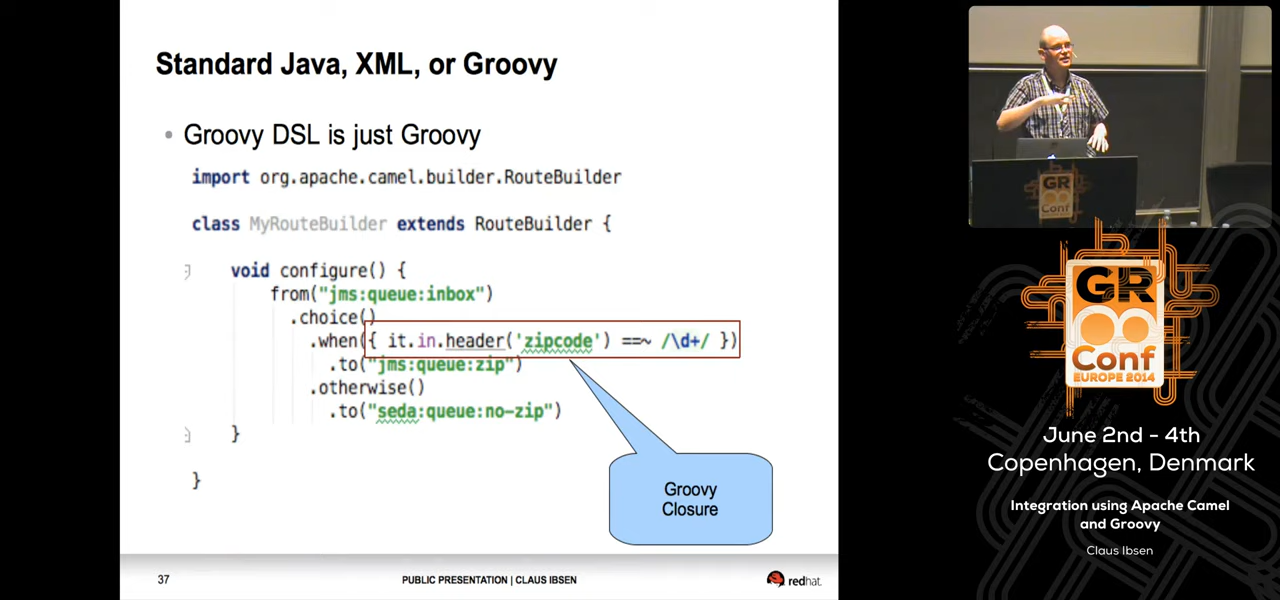 Standard Java, XML, or Groovy
• Groovy DSL is just Groovy
import org.apache.camel.builder.RouteBuilder
class MyRouteBuilder extends RouteBuilder {
void configure() {
from("jms:queue:inbox")
.choice()
.when({ it.in.header('zipcode') ==~ /\d+/ })
.to("jms:queue:zip")
.otherwise()
.to("seda:queue:no-zip")
}
}
Groovy
Closure
37
PUBLIC PRESENTATION | CLAUS IBSEN
redhat.
GR
Conf
GR
Conf
EUROPE 2014
June 2nd - 4th
Copenhagen, Denmark
Integration using Apache Camel
and Groovy
Claus Ibsen